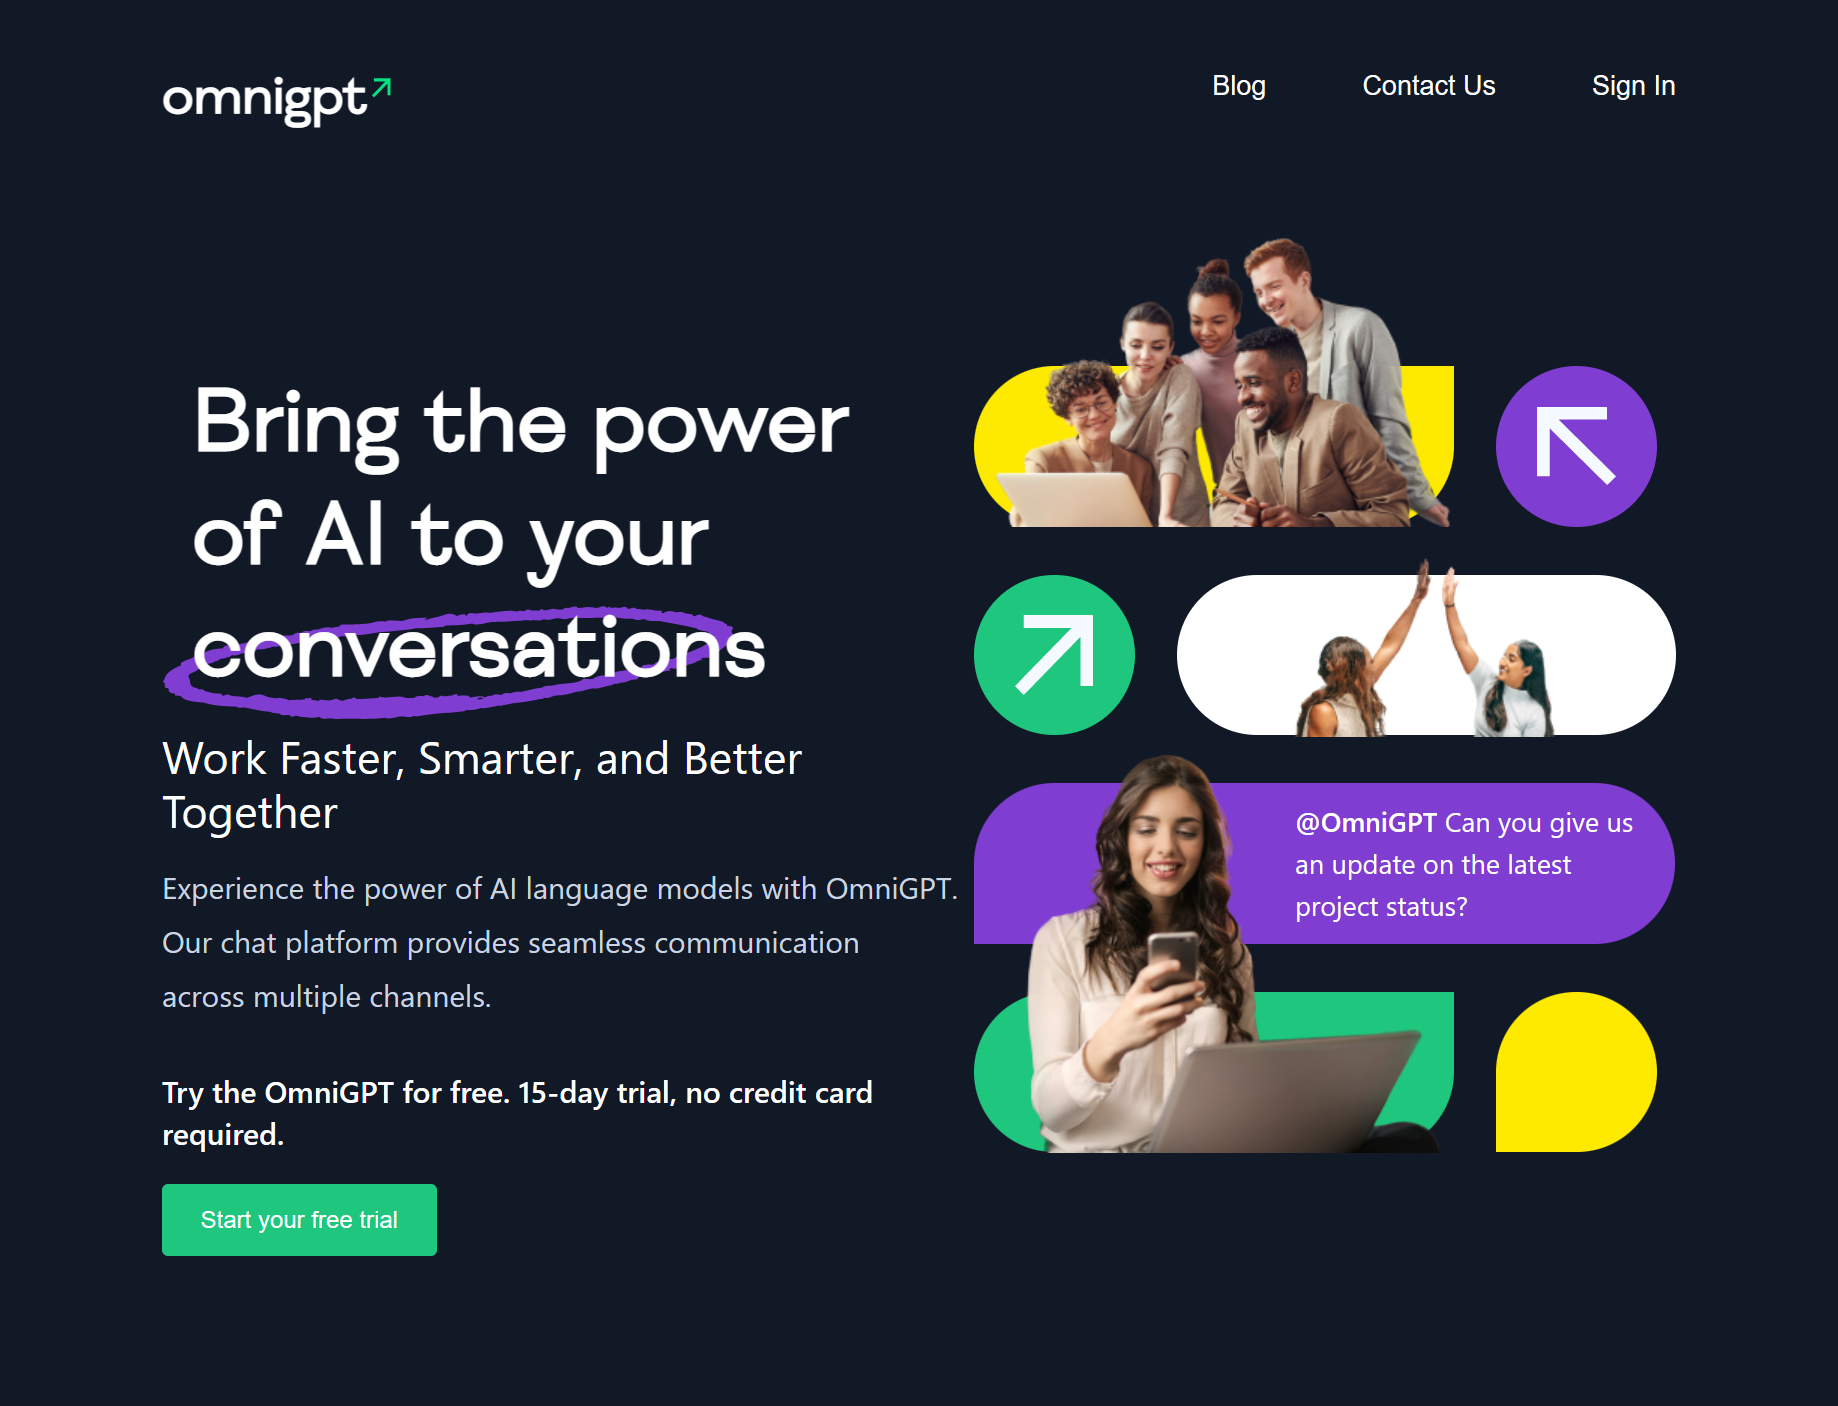 omnigpt
Blog
Contact Us
Sign In
Bring the power
of AI to your
conversations
Work Faster, Smarter, and Better
Together
Experience the power of AI language models with OmniGPT.
Our chat platform provides seamless communication
across multiple channels.
Try the OmniGPT for free. 15-day trial, no credit card
required.
Start your free trial
@OmniGPT Can you give us
an update on the latest
project status?